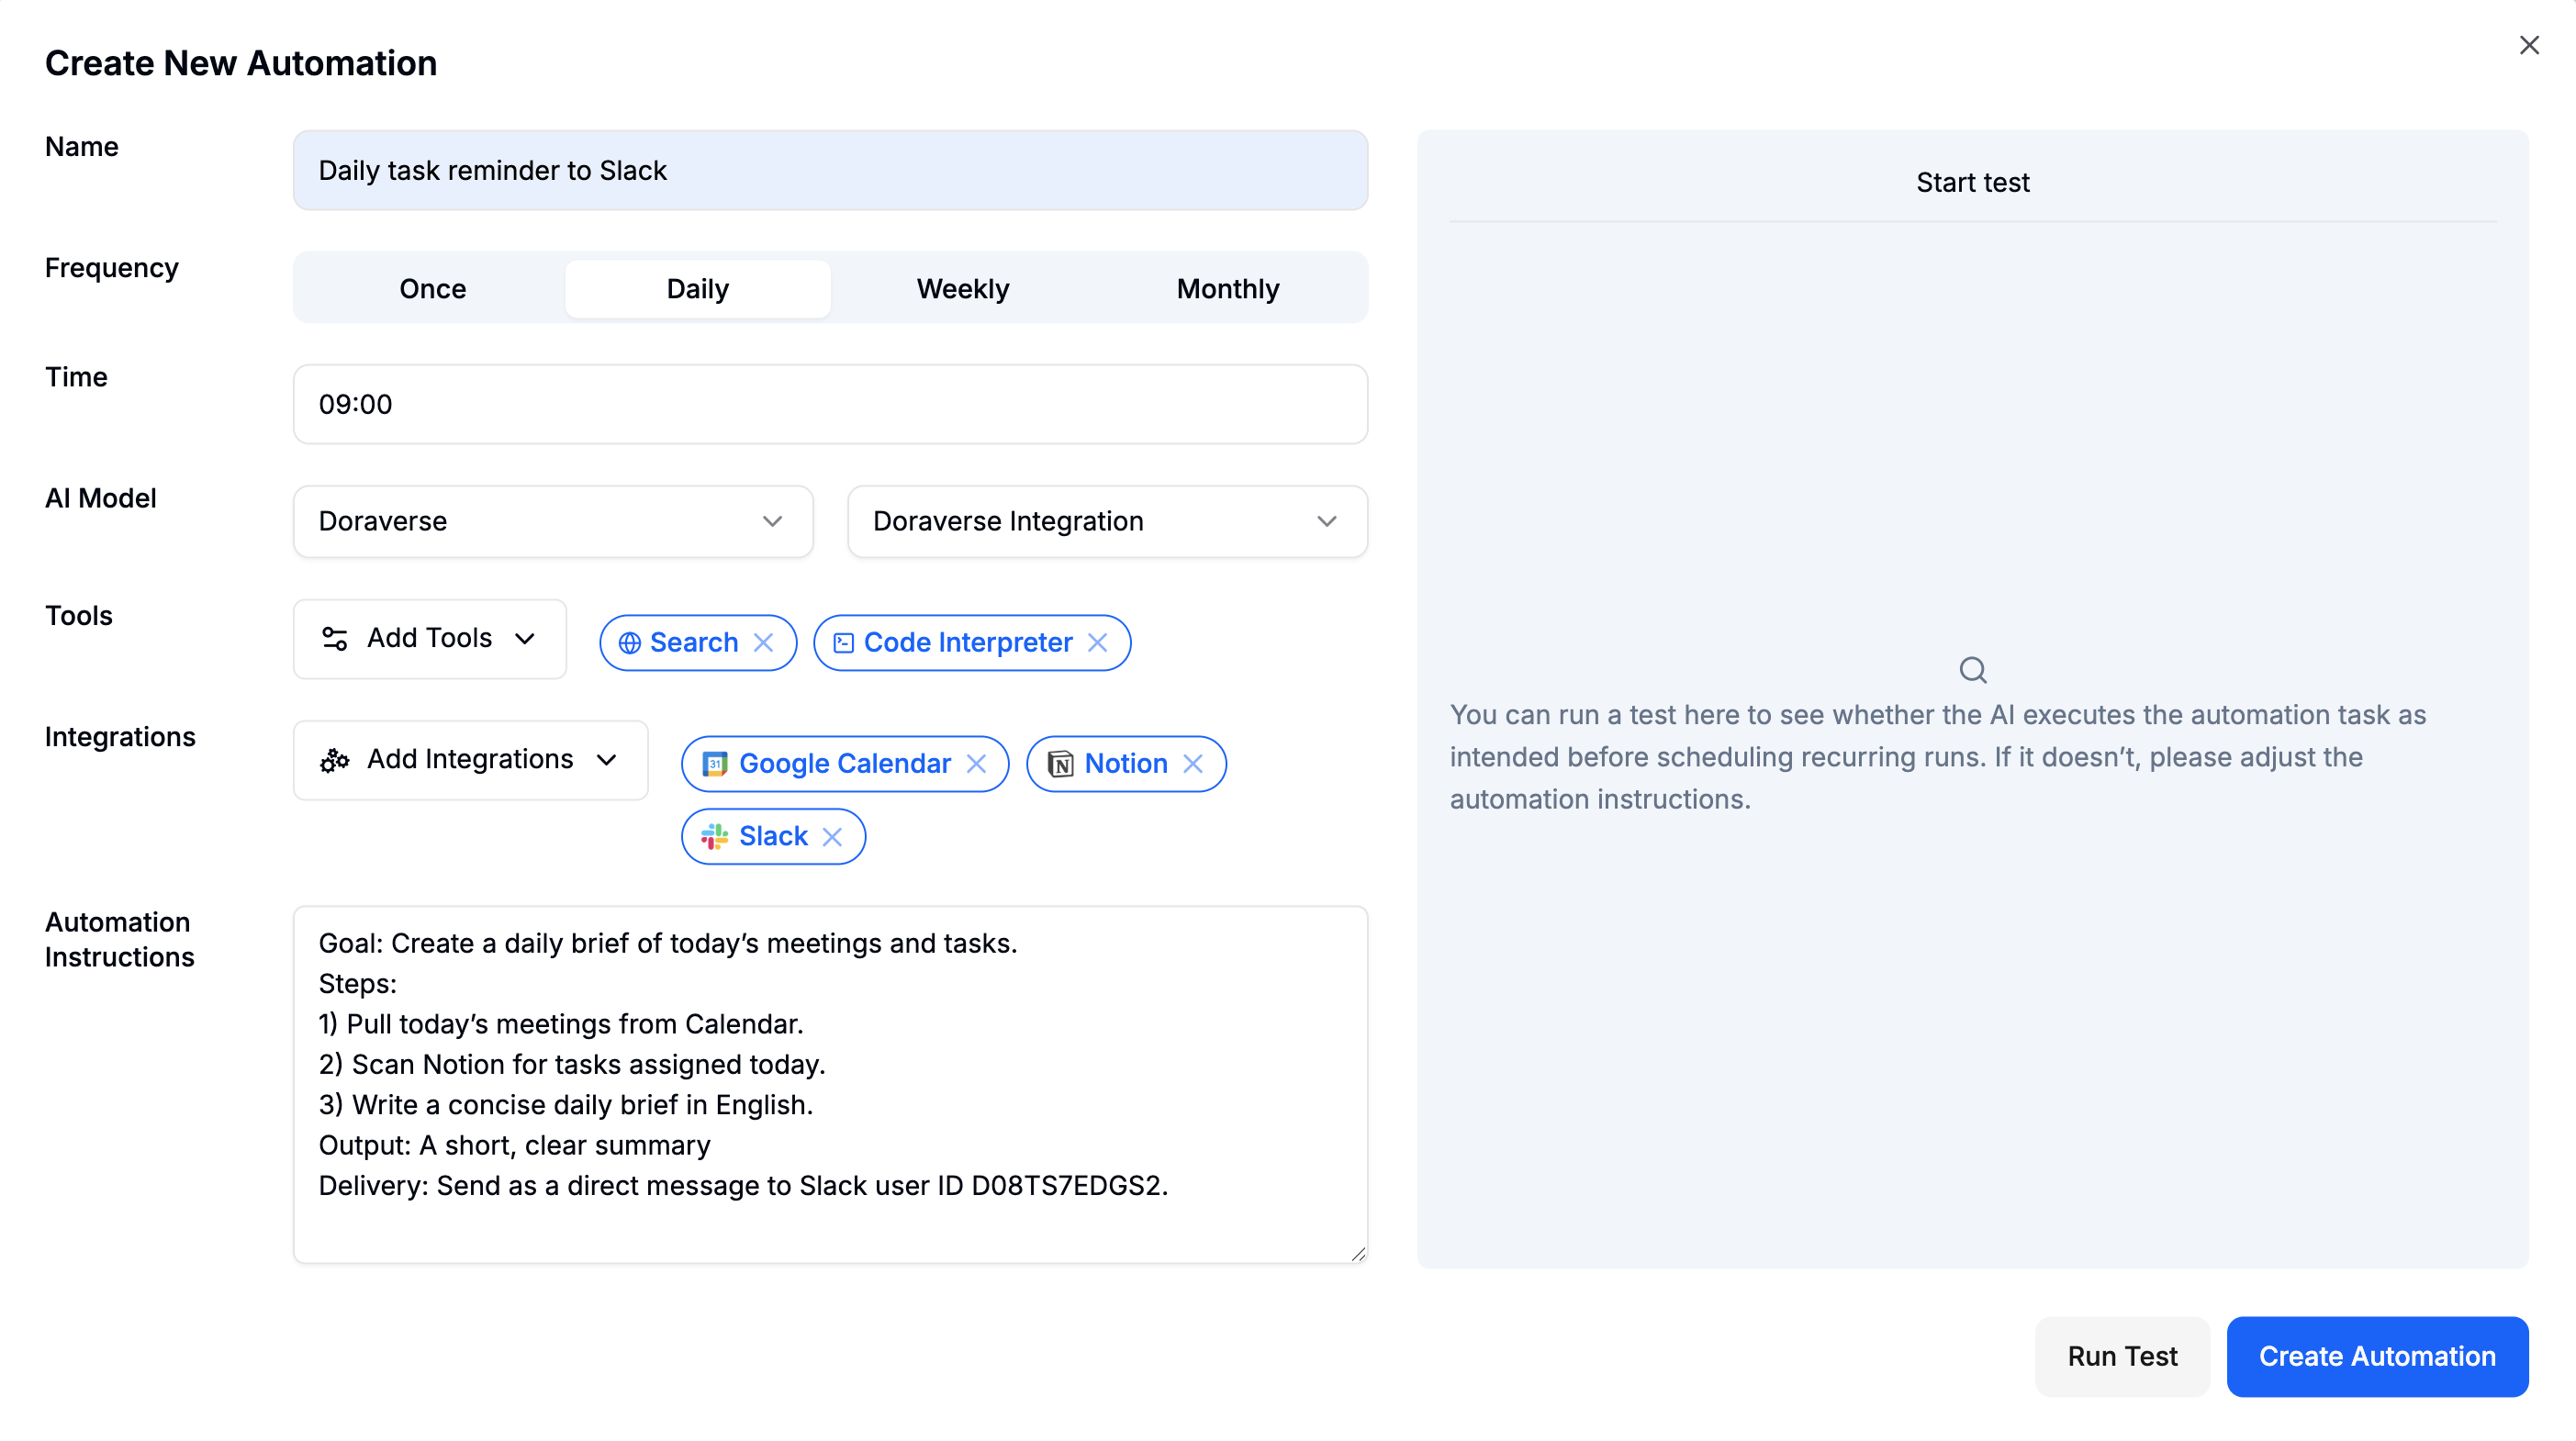 Create New Automation
Name
Daily task reminder to Slack
Frequency
Once
Daily
Weekly
Monthly
Time
09:00
AI Model
Doraverse
Doraverse Integration
Tools
Add Tools
Search
Code Interpreter
Integrations
Add Integrations
31
Google Calendar
Notion
Slack
Automation
Instructions
Goal: Create a daily brief of today’s meetings and tasks.
Steps:
1) Pull today’s meetings from Calendar.
2) Scan Notion for tasks assigned today.
3) Write a concise daily brief in English.
Output: A short, clear summary
Delivery: Send as a direct message to Slack user ID D08TS7EDGS2.
Start test
You can run a test here to see whether the AI executes the automation task as
intended before scheduling recurring runs. If it doesn’t, please adjust the
automation instructions.
Run Test
Create Automation